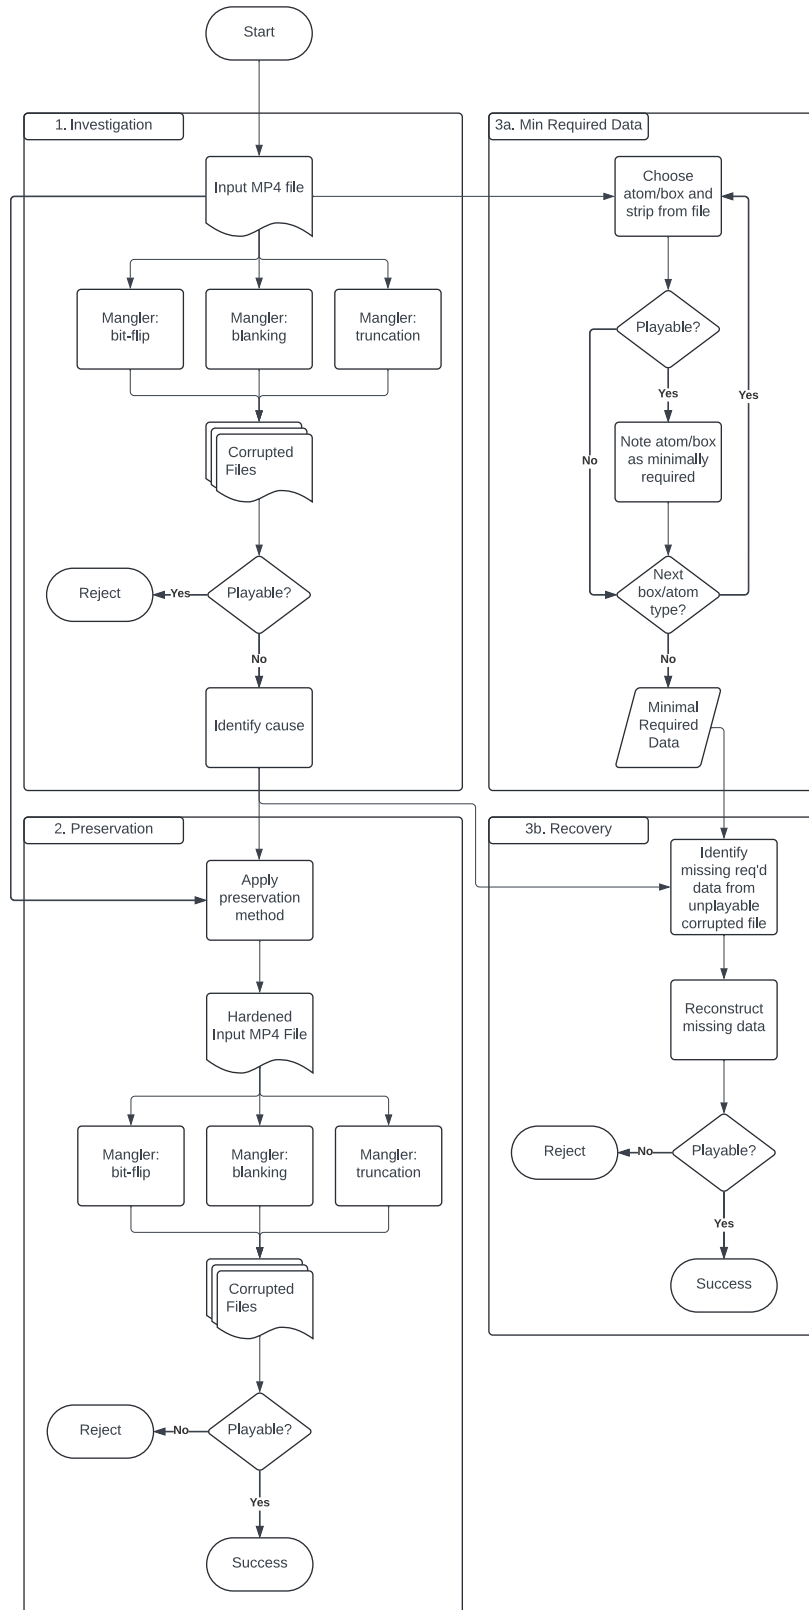 Start
1. Investigation
Input MP4 file
Mangler:
bit-flip
Mangler:
blanking
Mangler:
truncation
Corrupted
Files
Playable?
Yes
Reject
No
Identify cause
2. Preservation
Apply
preservation
method
Hardened
Input MP4 File
Mangler:
bit-flip
Mangler:
blanking
Mangler:
truncation
Corrupted
Files
Playable?
No
Reject
Yes
Success
3a. Min Required Data
Choose
atom/box and
strip from file
Playable?
Yes
No
Yes
Note atom/box
as minimally
required
Next
box/atom
type?
No
Minimal
Required
Data
3b. Recovery
Identify
missing req'd
data from
unplayable
corrupted file
Reconstruct
missing data
Playable?
No
Reject
Yes
Success